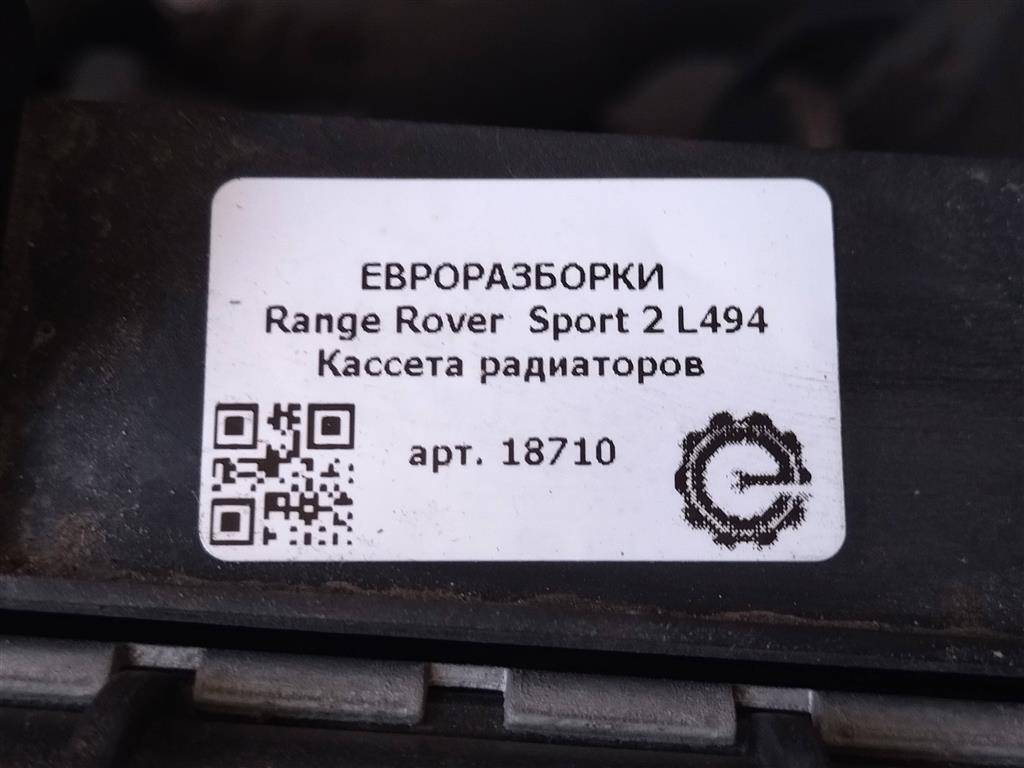 ЕВРОРАЗБОРКИ
Range Rover Sport 2 L494
Кассета радиаторов
арт. 18710